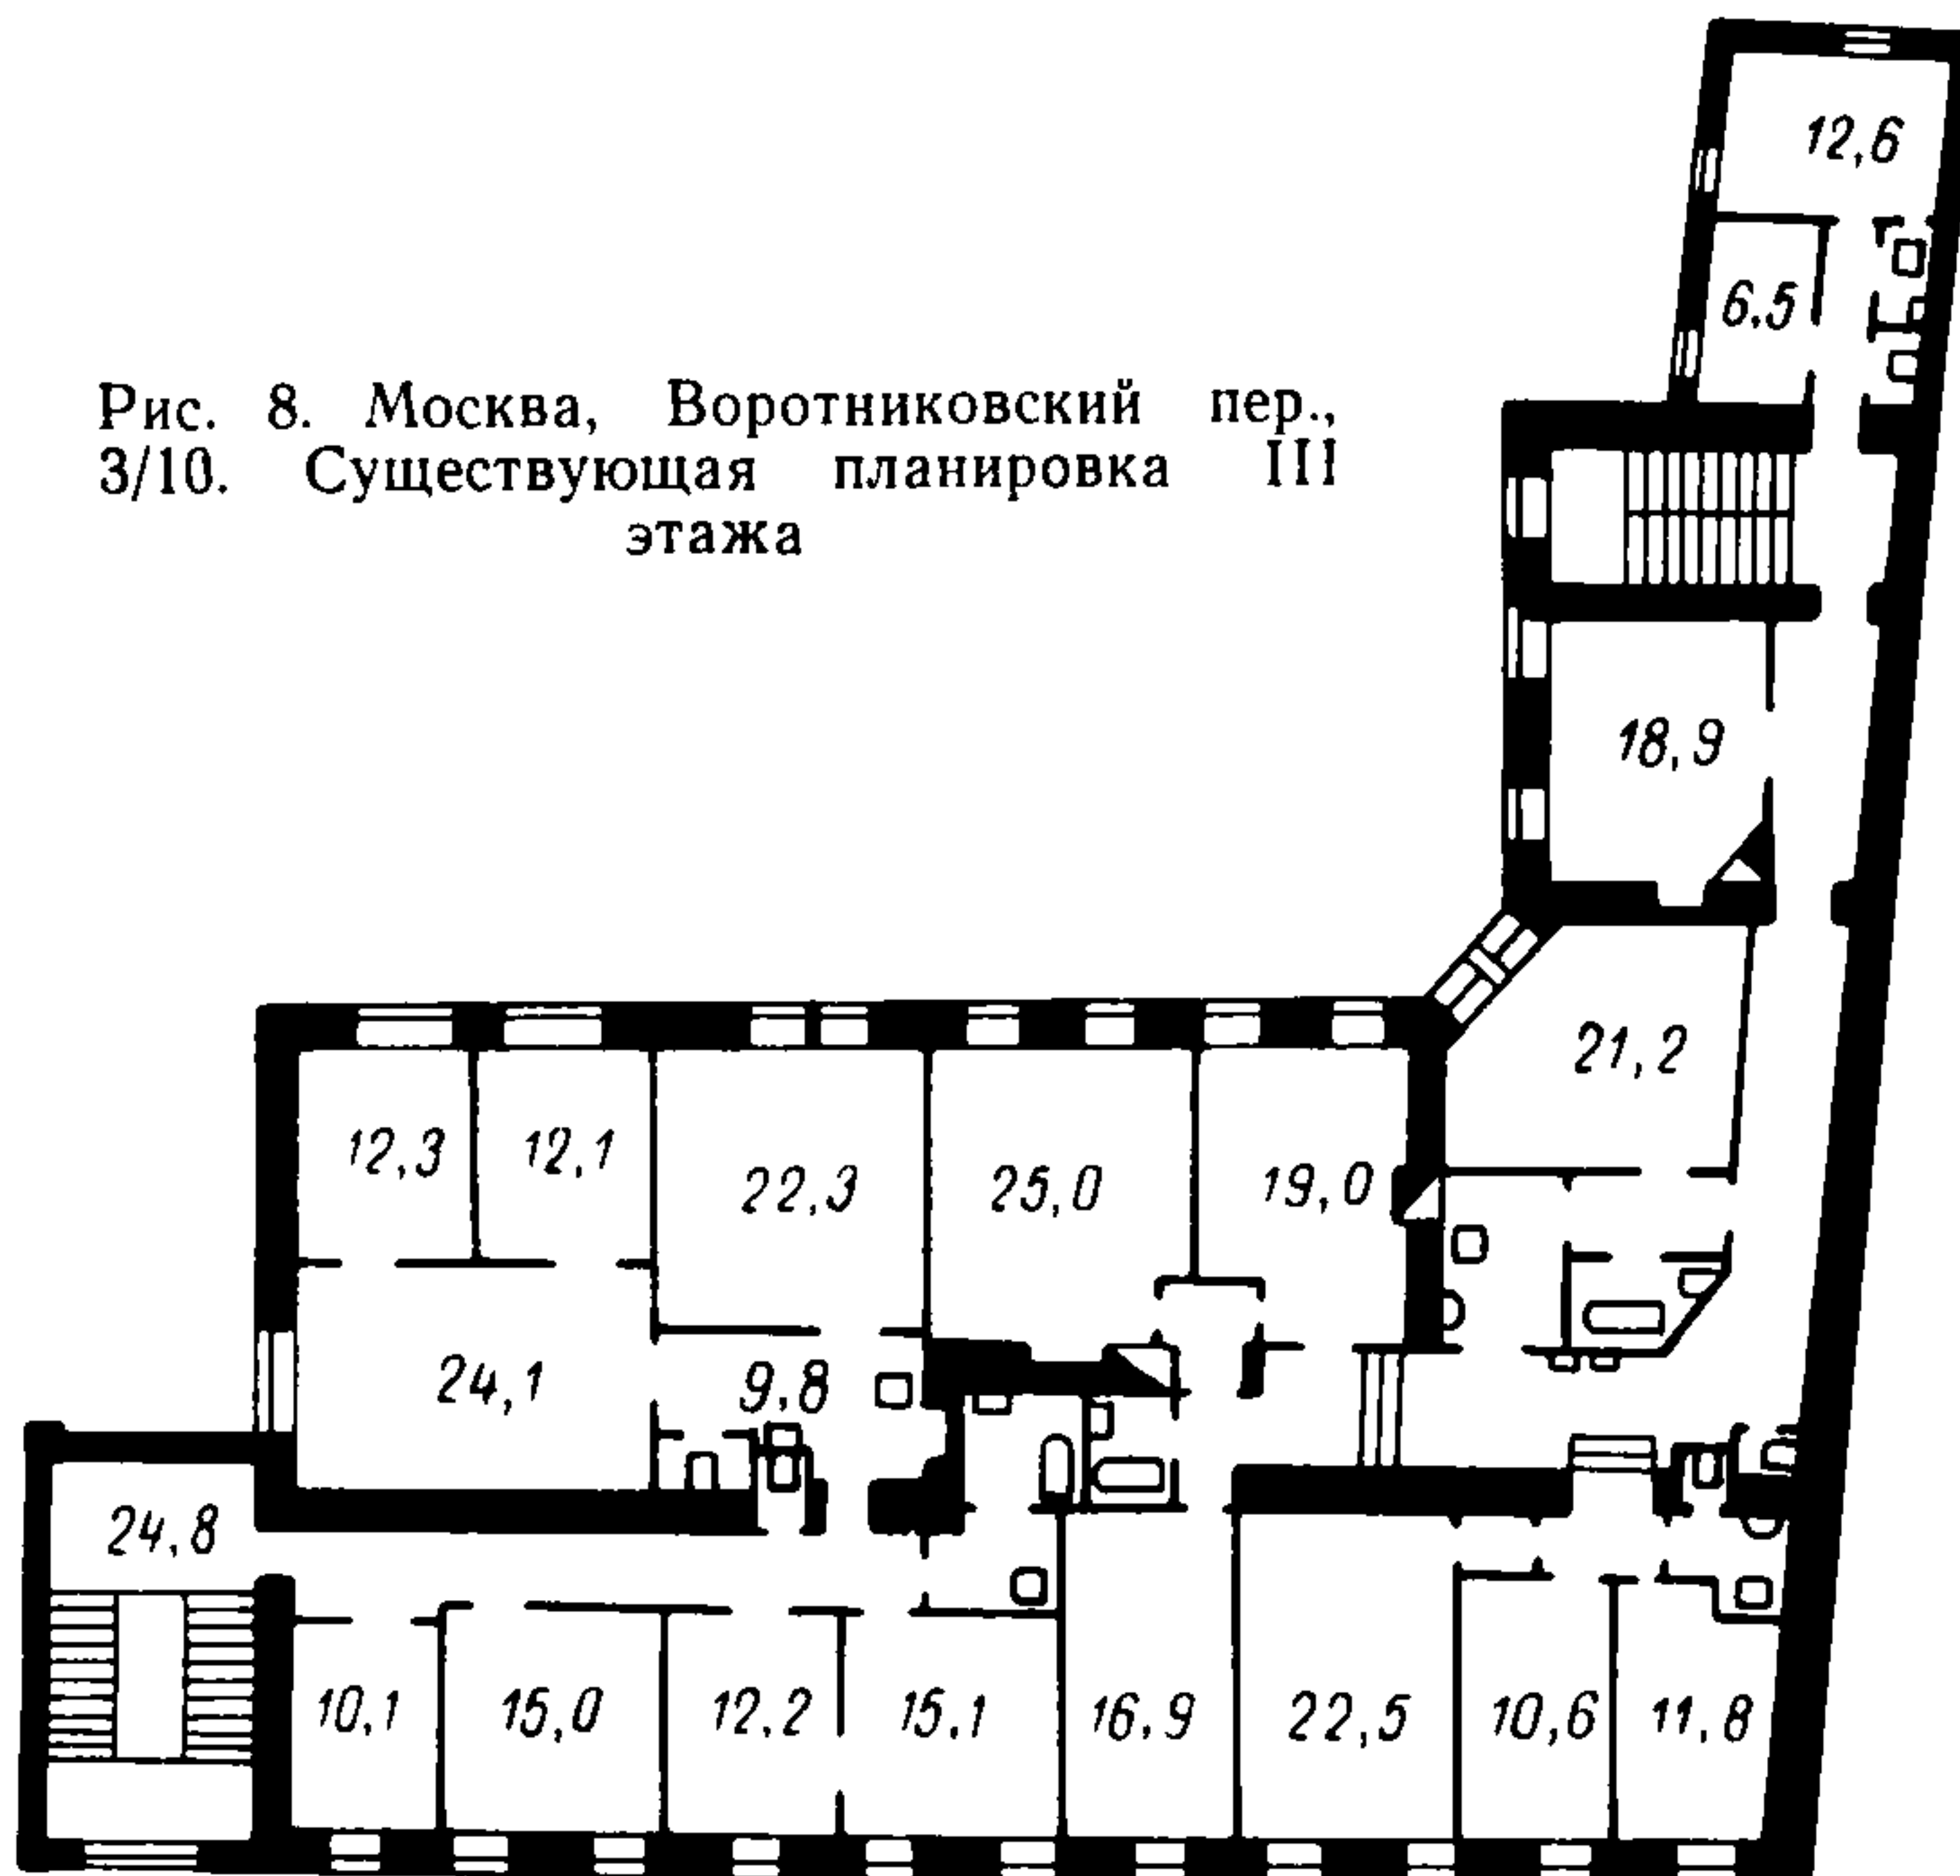 12,6
6,5
Рис. 8. Москва, Воротниковский пер.,
3/10. Существующая планировка III
этажа
18,9
21,2
12,3 12,1 22,3 25,0 19,0
24,1 9,8
24,8
10,1 15,0 12,2 15,1 16,9 22,5 10,6 11,8